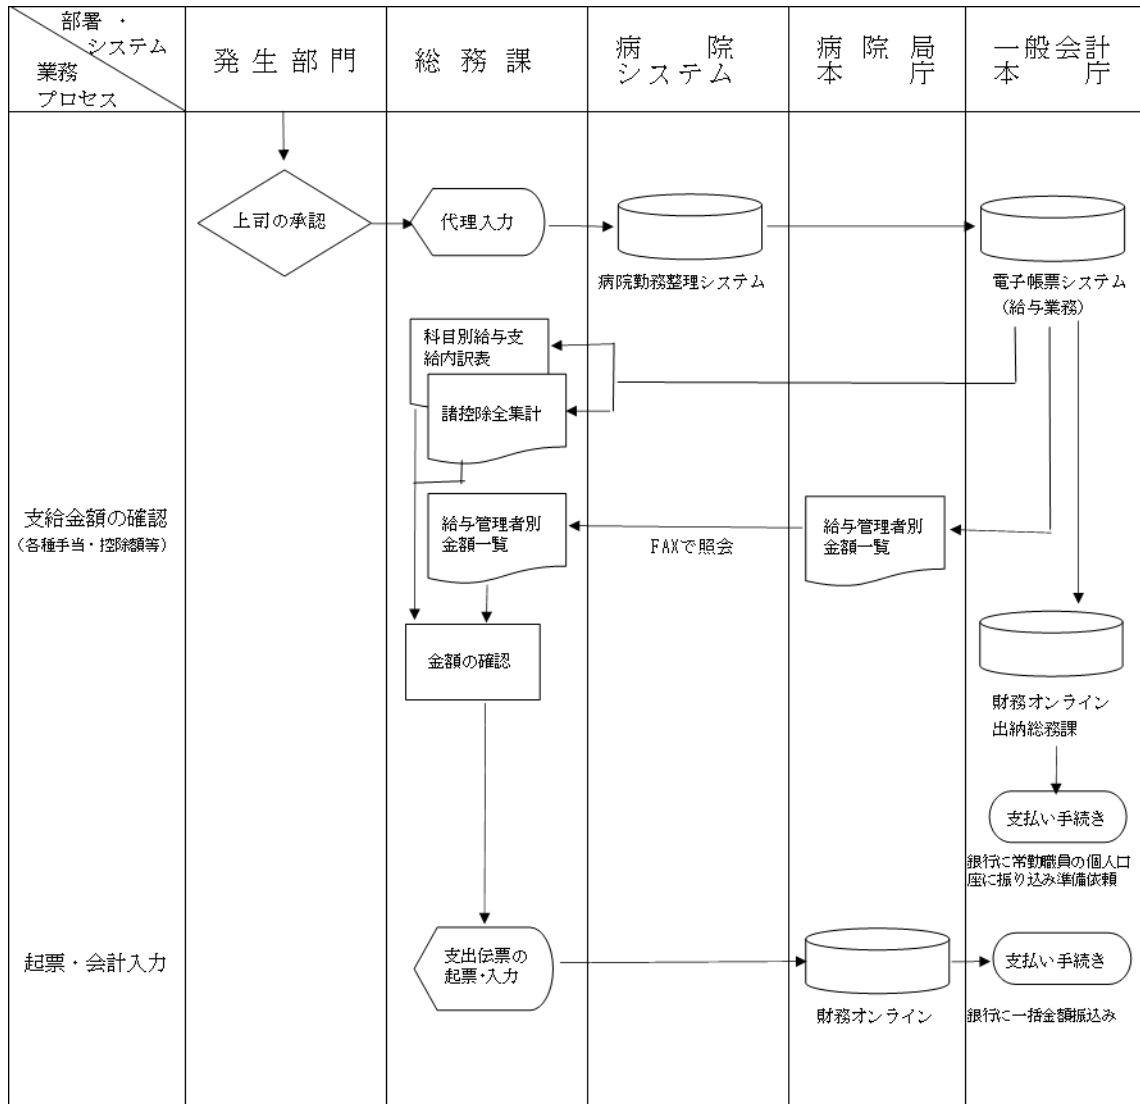 部署・
システム
業務
プロセス
発生部門
総務課
病院
システム
病院局
本庁
一般会計
本庁
上司の承認
代理入力
病院勤務整理システム
電子帳票システム
(給与業務)
科目別給与支
給内訳表
諸控除全集計
支給金額の確認
(各種手当・控除額等)
給与管理者別
金額一覧
FAXで照会
給与管理者別
金額一覧
金額の確認
財務オンライン
出納総務課
支払い手続き
銀行に常勤職員の個人口
座に振り込み準備依頼
起票・会計入力
支出伝票の
起票・入力
財務オンライン
支払い手続き
銀行に一括金額振込み